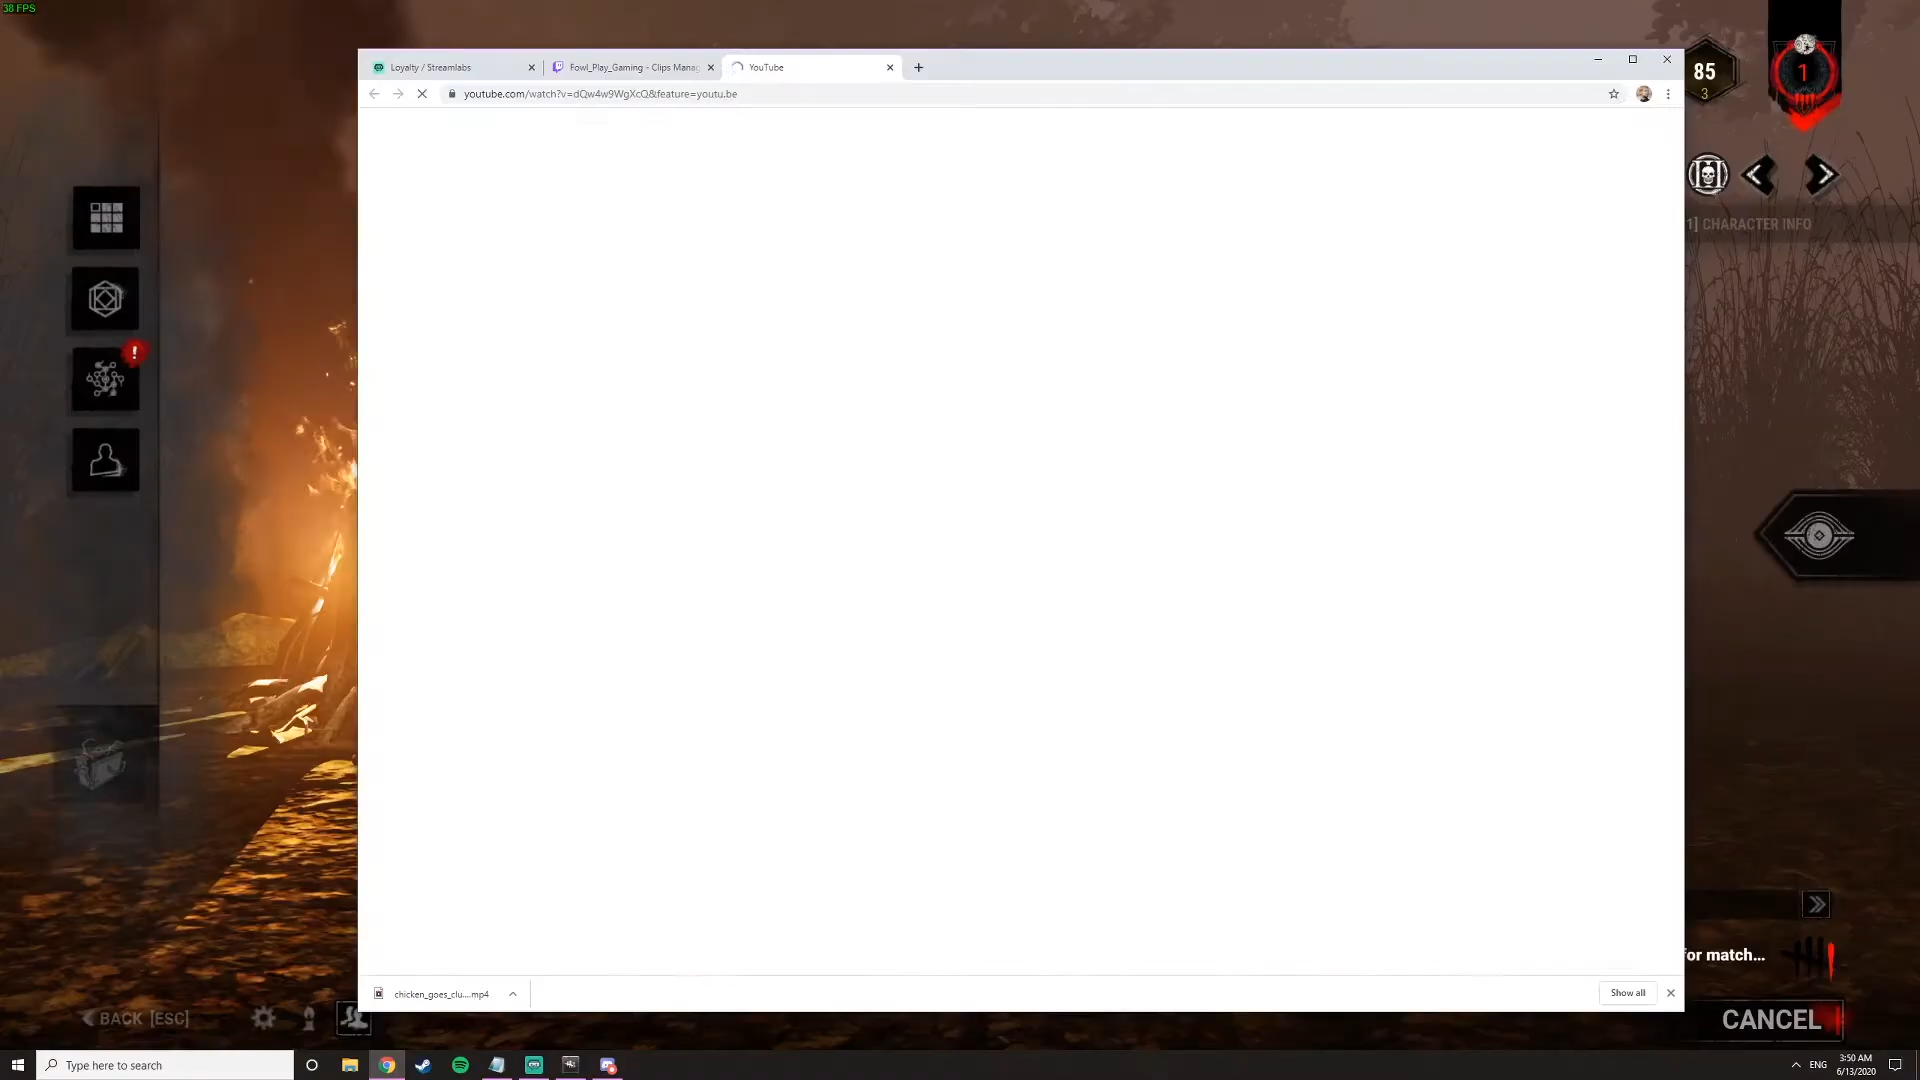 38 FPS
Loyalty / Streamlabs
Fowl_Play_Gaming - Clips Manag
YouTube
youtube.com/watch?v=dQw4w9WgXcQ&feature=youtu.be
85
3
1
1] CHARACTER INFO
!
for match...
chicken_goes_clu....mp4
Show all
BACK [ESC]
CANCEL
Type here to search
ENG
3:50 AM
6/13/2020